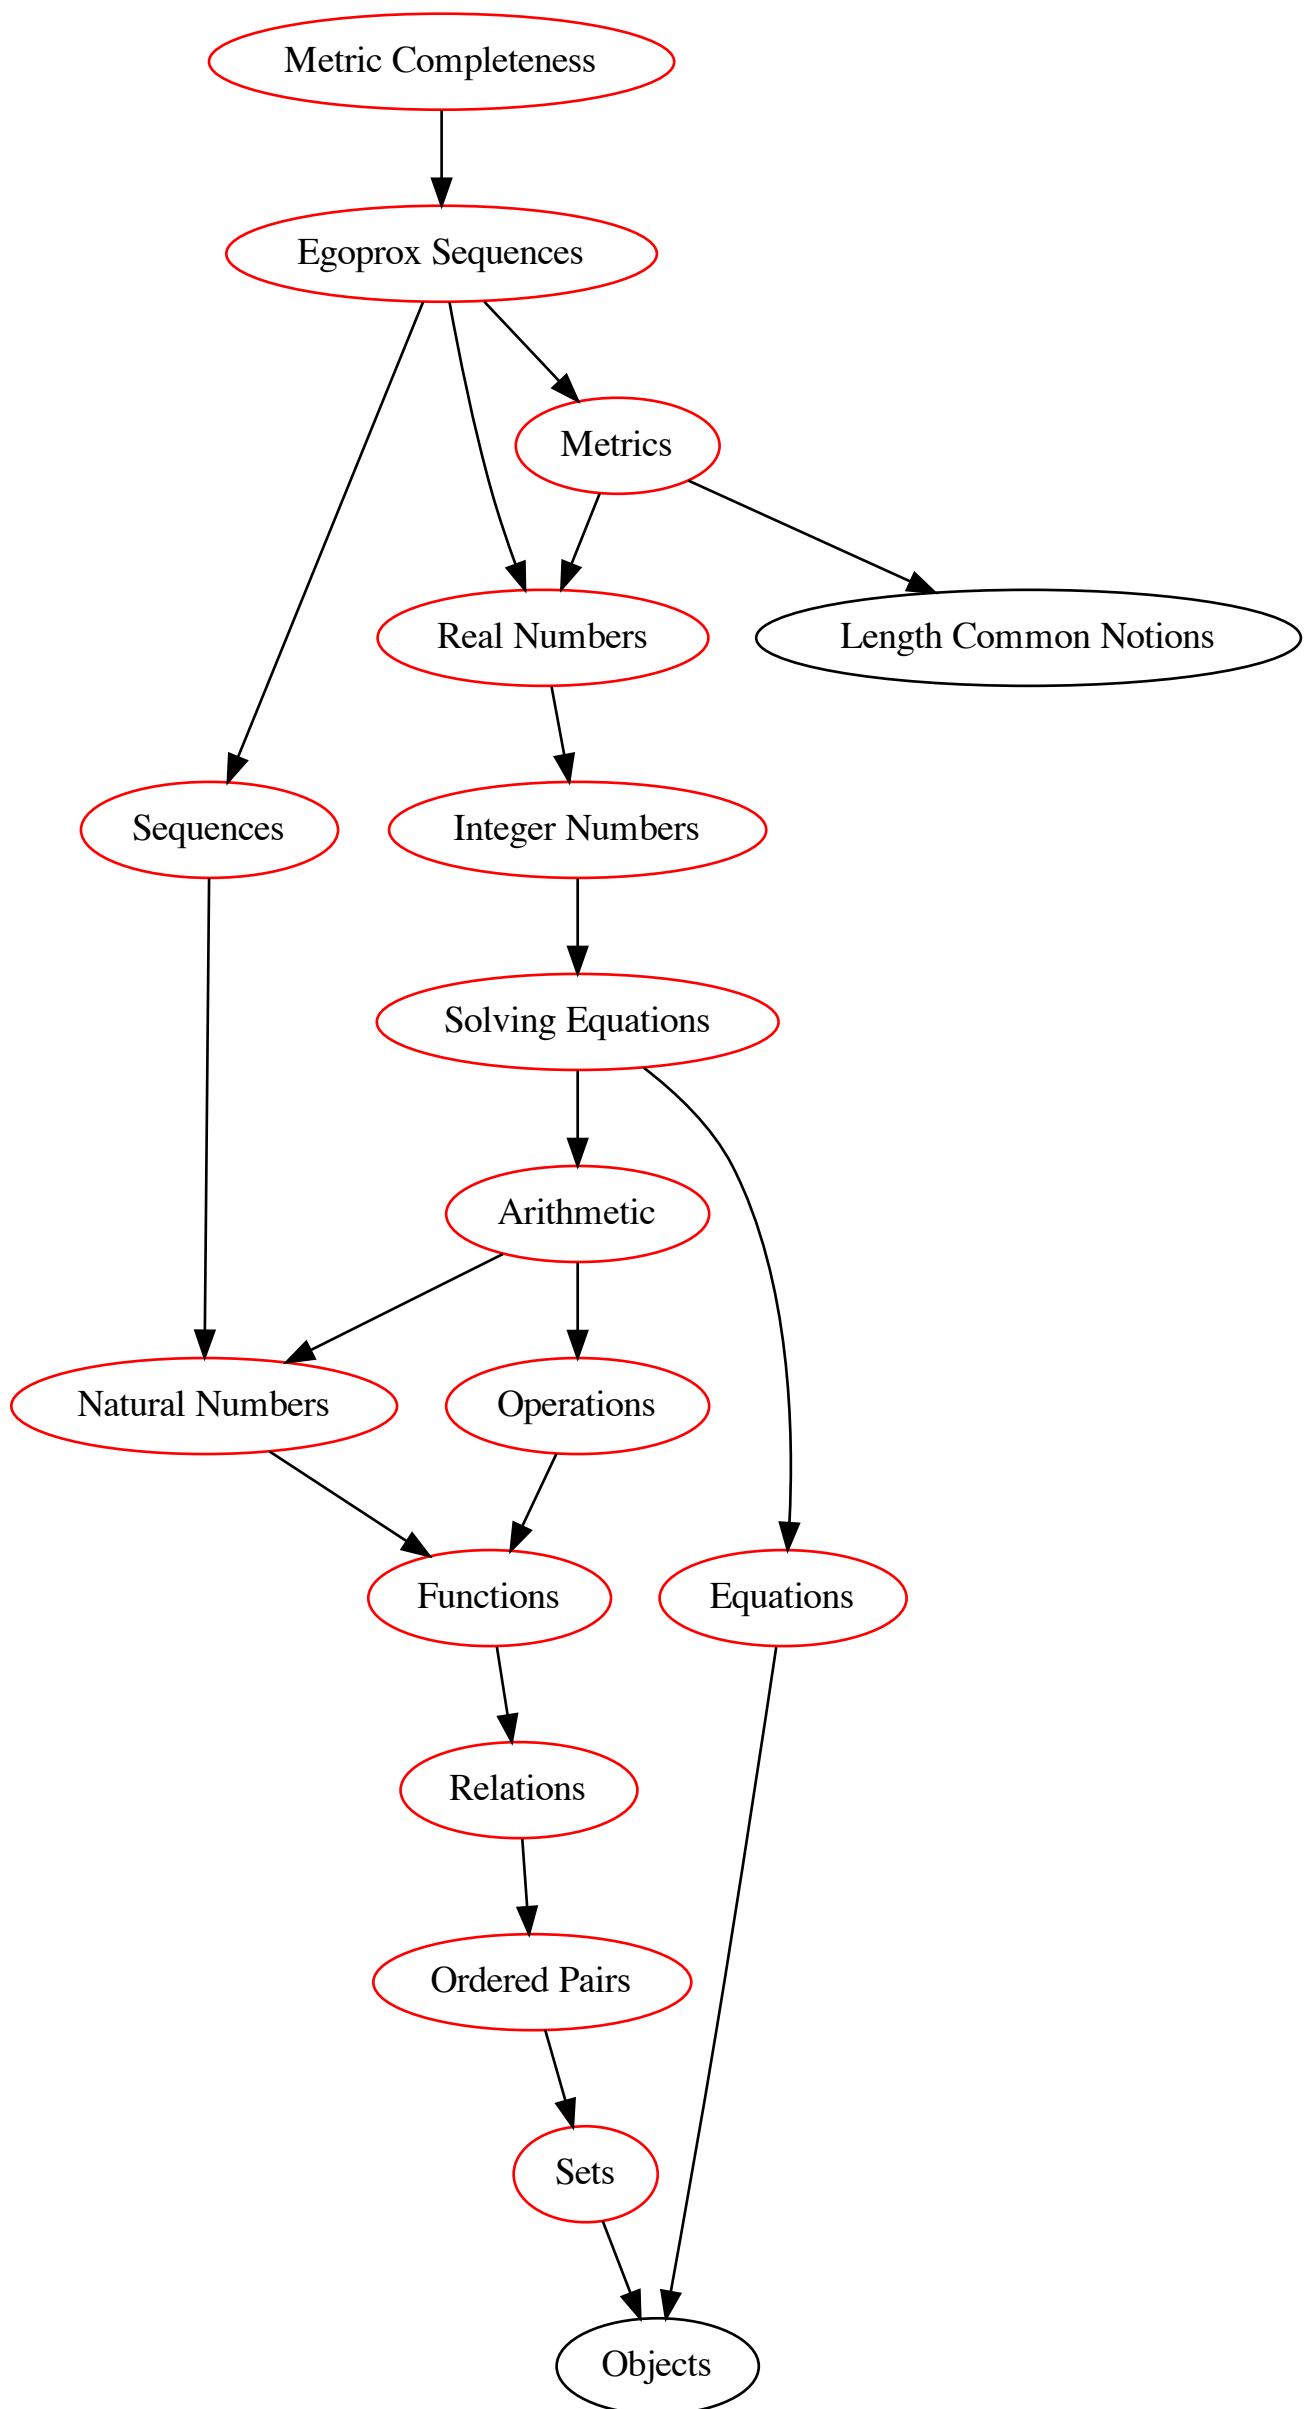 Metric Completeness
Egoprox Sequences
Metrics
Real Numbers
Length Common Notions
Sequences
Integer Numbers
Solving Equations
Arithmetic
Natural Numbers
Operations
Functions
Equations
Relations
Ordered Pairs
Sets
Objects